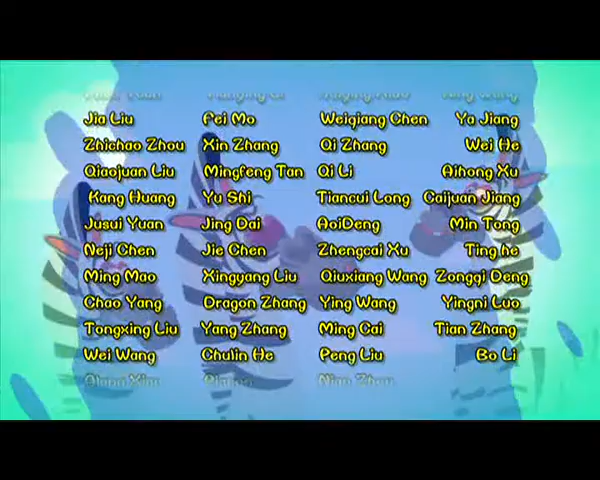 Jia Liu Fei Mo Weiqiang Chen Ya Jiang
Zhichao Zhou Xin Zhang Qi Zhang Wei He
Qiaojuan Liu Mingfeng Tan Qi Li Aihong Xu
Kang Huang Yu Shi Tiancui Long Caijuan Jiang
Jusui Yuan Jing Dai AoiDeng Min Tong
Neji Chen Jie Chen Zhengcai Xu Ting he
Ming Mao Xingyang Liu Qiuxiang Wang Zongqi Deng
Chao Yang Dragon Zhang Ying Wang Yingni Luo
Tongxing Liu Yang Zhang Ming Cai Tian Zhang
Wei Wang Chulin He Peng Liu Bo Li